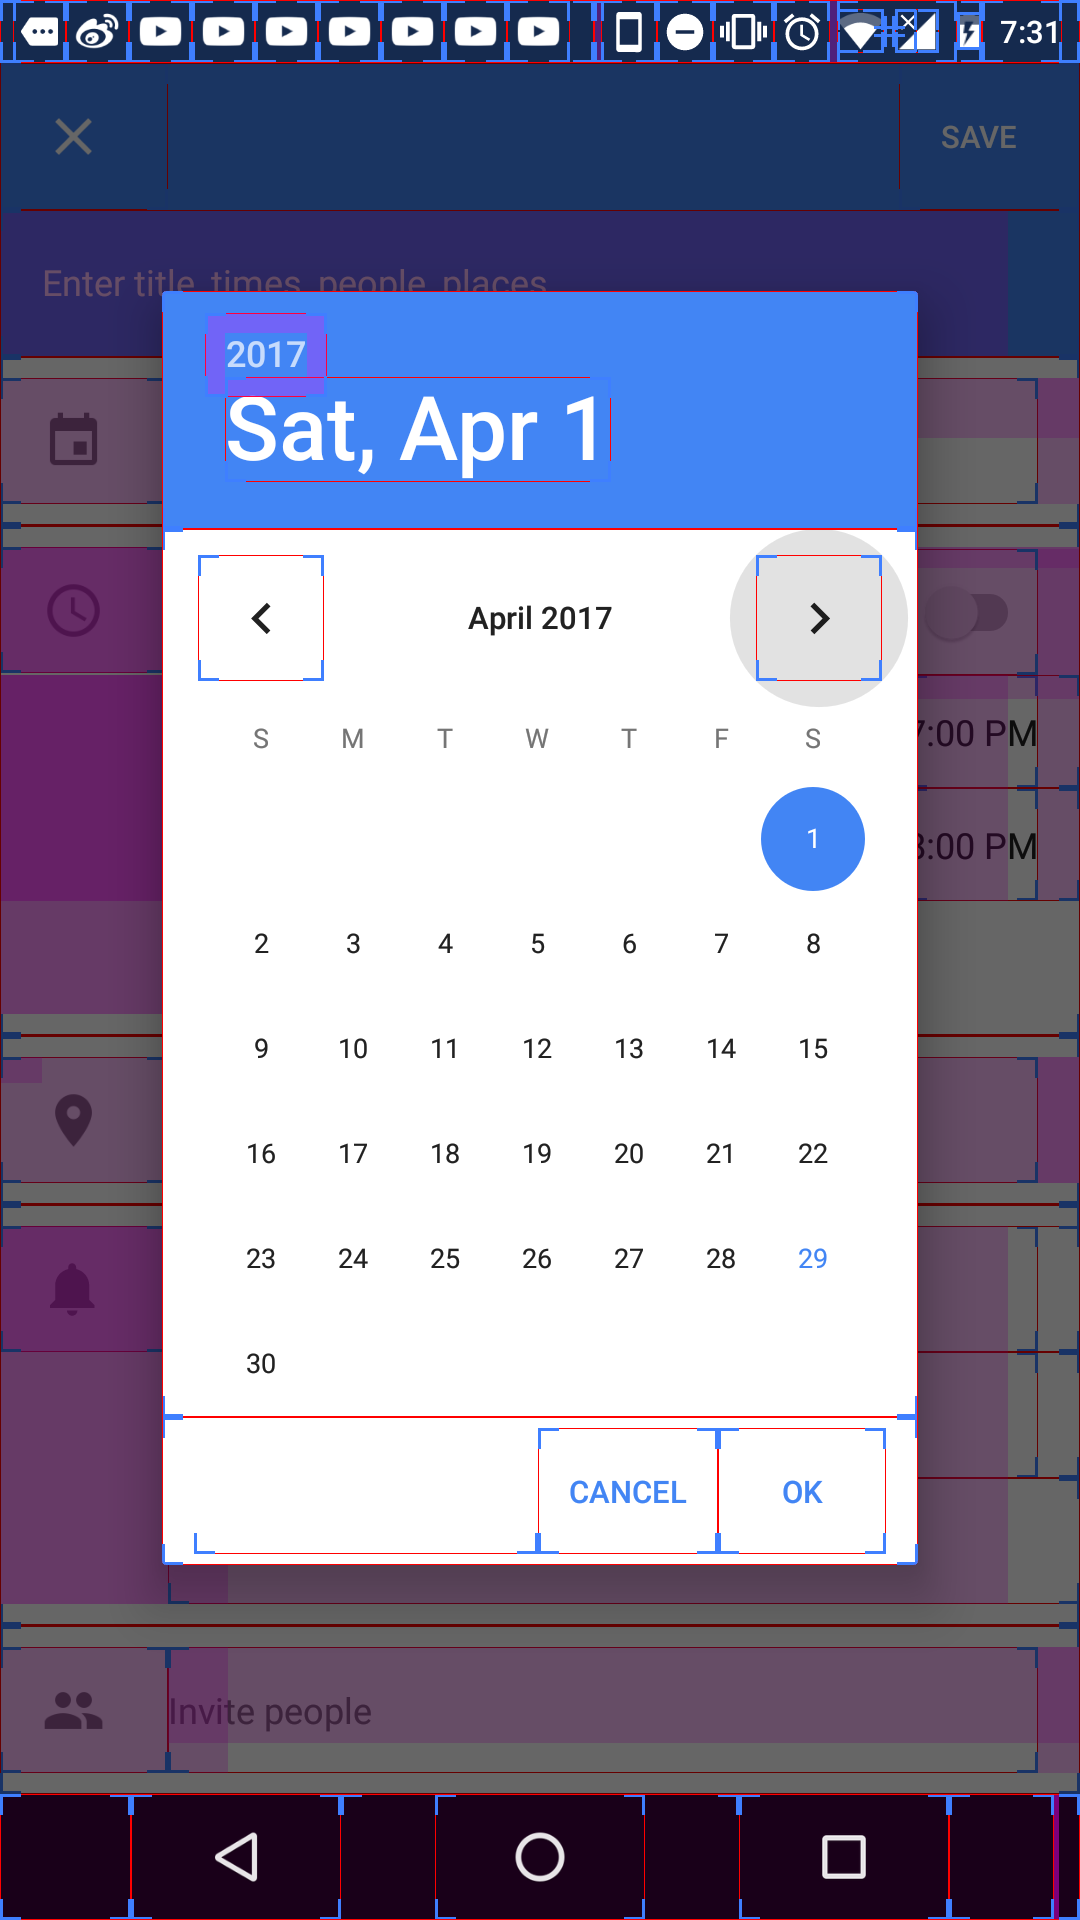 7:31
SAVE
Enter title, times, people, places
2017
Sat, Apr 1
April 2017
S M T W T F S
7:00 PM
1
8:00 PM
2 3 4 5 6 7 8
9 10 11 12 13 14 15
16 17 18 19 20 21 22
23 24 25 26 27 28 29
30
CANCEL OK
Invite people